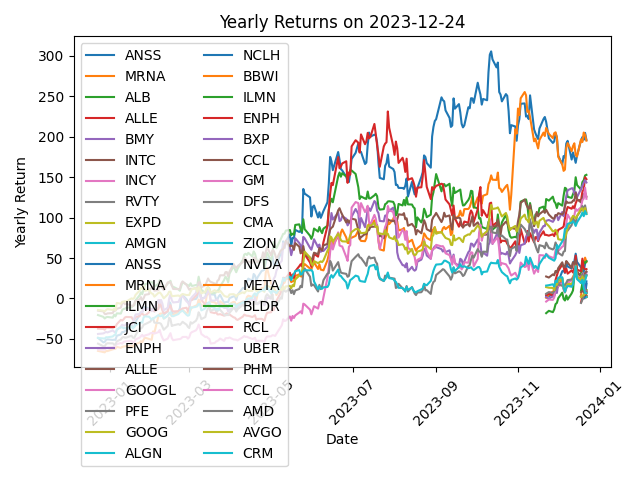 Yearly Returns on 2023-12-24
Yearly Return
300
250
200
150
100
50
0
−50
ANSS NCLH
MRNA BBWI
ALB ILMN
ALLE ENPH
BMY BXP
INTC CCL
INCY GM
RVTY DFS
EXPD CMA
AMGN ZION
ANSS NVDA
MRNA META
ILMN BLDR
JCI RCL
ENPH UBER
ALLE PHM
GOOGL CCL
PFE AMD
GOOG AVGO
ALGN CRM
2023-01 2023-03 2023-05 2023-07 2023-09 2023-11 2024-01
Date